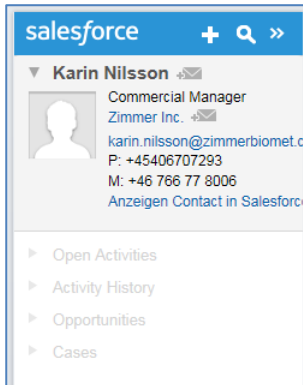 salesforce
Karin Nilsson
Commercial Manager
Zimmer Inc.
karin.nilsson@zimmerbiomet.c
P: +45406707293
M: +46 766 77 8006
Anzeigen Contact in Salesforc
Open Activities
Activity History
Opportunities
Cases